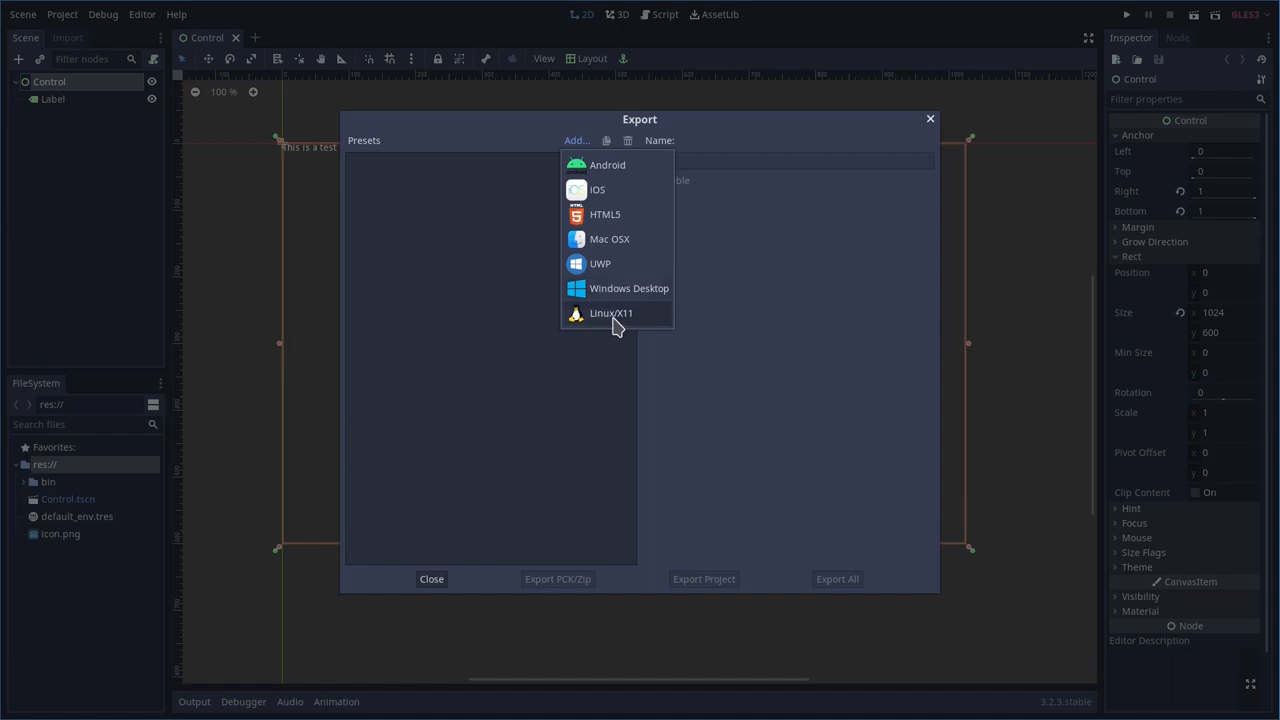 Scene Project Debug Editor Help
2D 3D Script AssetLib
GLES3
Scene Import
Control
Inspector Node
Filter nodes
View Layout
Control
Label
100 %
Control
Filter properties
Control
Anchor
Left 0
Top 0
Right 1
Bottom 1
Margin
Grow Direction
Rect
Position x 0
y 0
Size x 1024
y 600
Min Size x 0
y 0
Rotation 0
Scale x 1
y 1
Pivot Offset x 0
y 0
Clip Content On
Hint
Focus
Mouse
Size Flags
Theme
CanvasItem
Visibility
Material
Node
Editor Description
This is a test
Export
Presets Add... Name:
Android
iOS
HTML5
Mac OSX
UWP
Windows Desktop
Linux/X11
Close Export PCK/Zip Export Project Export All
FileSystem
res://
Search files
Favorites:
res://
bin
Control.tscn
default_env.tres
icon.png
Output Debugger Audio Animation 3.2.3.stable